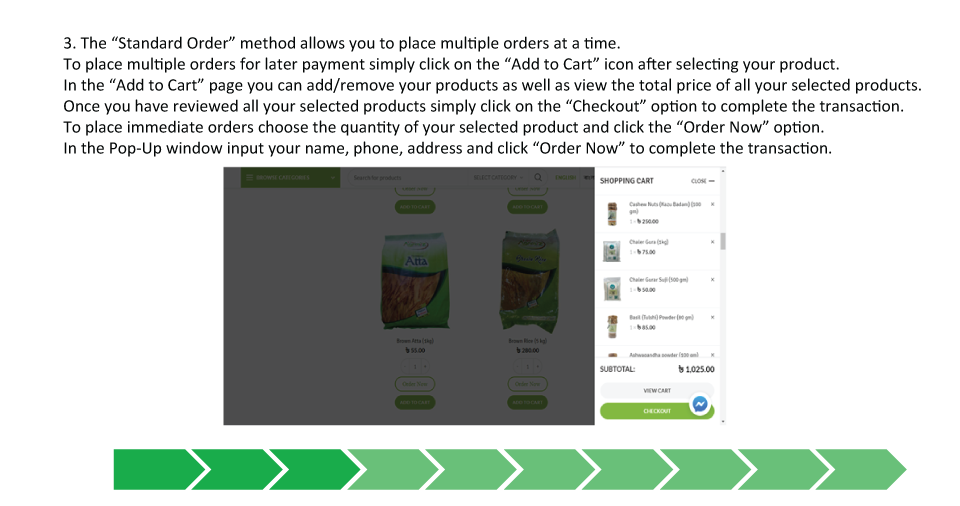 3. The “Standard Order” method allows you to place multiple orders at a time.
To place multiple orders for later payment simply click on the “Add to Cart” icon after selecting your product.
In the “Add to Cart” page you can add/remove your products as well as view the total price of all your selected products.
Once you have reviewed all your selected products simply click on the “Checkout” option to complete the transaction.
To place immediate orders choose the quantity of your selected product and click the “Order Now” option.
In the Pop-Up window input your name, phone, address and click “Order Now” to complete the transaction.
BROWSE CATEGORIES
Search for products
SELECT CATEGORY
ENGLISH
ADD TO CART
ADD TO CART
Atta
Brown Atta (1kg)
৳ 55.00
- 1 +
Order Now
ADD TO CART
Brown Rice (1 kg)
- 1 +
Order Now
ADD TO CART
SHOPPING CART
CLOSE
Cashew Nuts (Kazu Badam) (100
gm)
1 × ৳ 250.00
×
Chaler Gura (1kg)
1 × ৳ 75.00
×
Chaler Gurar Suji (500 gm)
1 × ৳ 50.00
×
Basil (Tulshi) Powder (80 gm)
1 × ৳ 85.00
×
Ashwagandha powder (100 gm)
×
SUBTOTAL:
৳ 1,025.00
VIEW CART
CHECKOUT